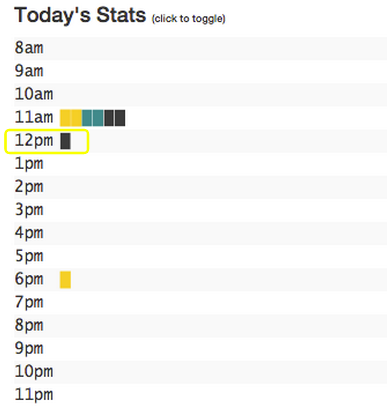 Today's Stats (click to toggle)
8am
9am
10am
11am
12pm
1pm
2pm
3pm
4pm
5pm
6pm
7pm
8pm
9pm
10pm
11pm